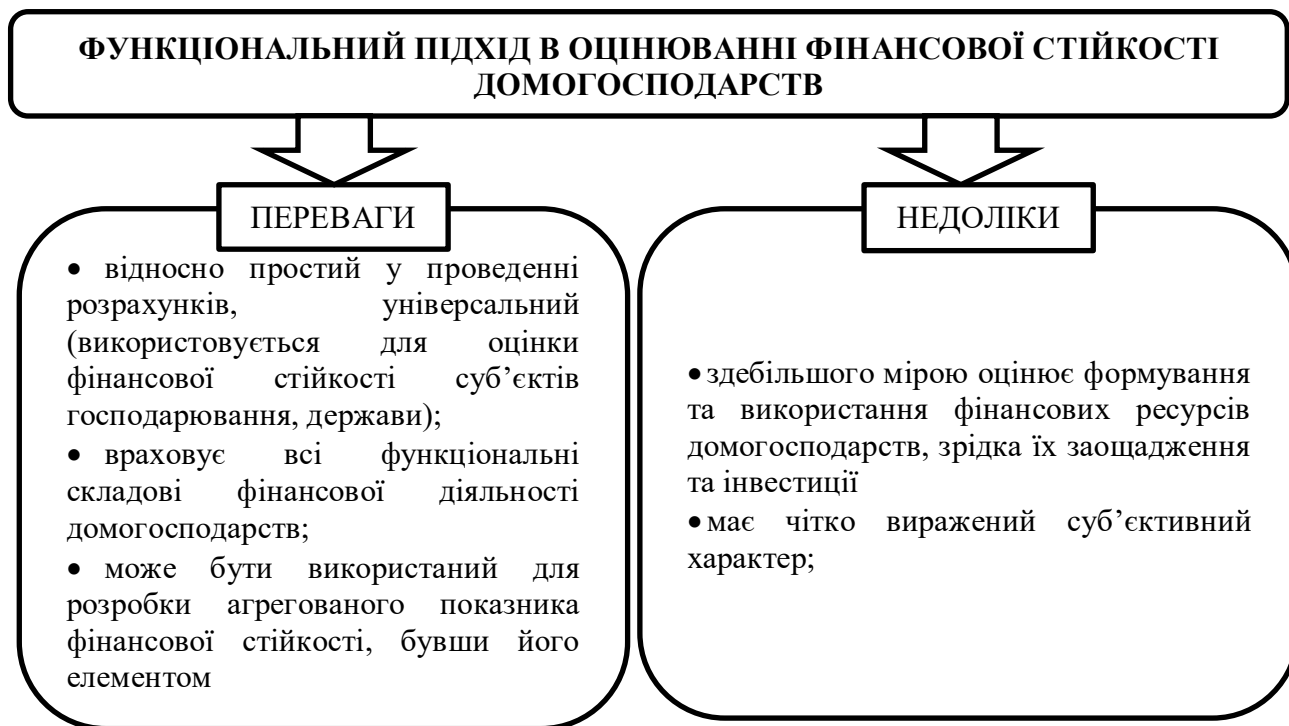 ФУНКЦІОНАЛЬНИЙ ПІДХІД В ОЦІНЮВАННІ ФІНАНСОВОЇ СТІЙКОСТІ
ДОМОГОСПОДАРСТВ
ПЕРЕВАГИ
• відносно простий у проведенні
розрахунків, універсальний
(використовується для оцінки
фінансової стійкості суб’єктів
господарювання, держави);
• враховує всі функціональні
складові фінансової діяльності
домогосподарств;
• може бути використаний для
розробки агрегованого показника
фінансової стійкості, бувши його
елементом
НЕДОЛІКИ
• здебільшого мірою оцінює формування
та використання фінансових ресурсів
домогосподарств, зрідка їх заощадження
та інвестиції
• має чітко виражений суб’єктивний
характер;